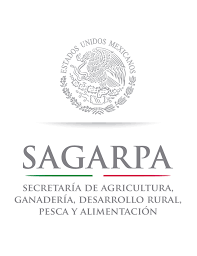 ESTADOS UNIDOS MEXICANOS
SAGARPA
SECRETARÍA DE AGRICULTURA,
GANADERÍA, DESARROLLO RURAL,
PESCA Y ALIMENTACIÓN